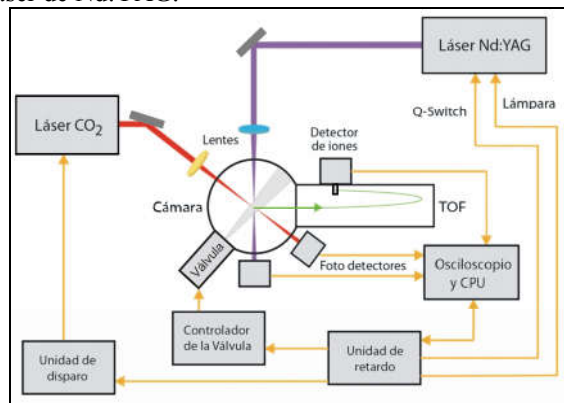 láser de Nd:YAG.
Láser Nd:YAG
Q-Switch
Lámpara
Láser CO2
Lentes
Detector
de iones
Cámara
TOF
Válvula
Foto detectores
Osciloscopio
y CPU
Controlador
de la Válvula
Unidad de
retardo
Unidad de
disparo